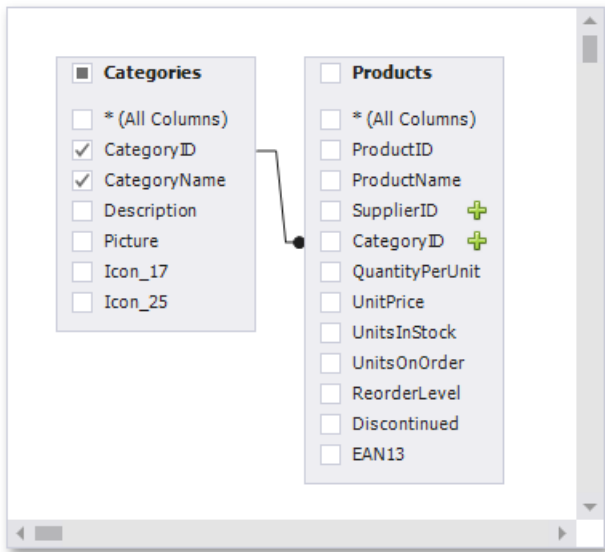 Categories
* (All Columns)
CategoryID
CategoryName
Description
Picture
Icon_17
Icon_25
Products
* (All Columns)
ProductID
ProductName
SupplierID
CategoryID
QuantityPerUnit
UnitPrice
UnitsInStock
UnitsOnOrder
ReorderLevel
Discontinued
EAN13